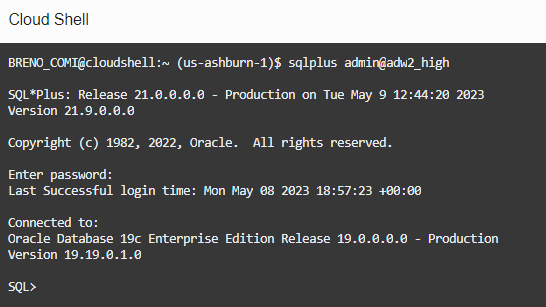 Cloud Shell
BRENO_COMI@cloudshell:~ (us-ashburn-1)$ sqlplus admin@adw2_high
SQL*Plus: Release 21.0.0.0.0 - Production on Tue May 9 12:44:20 2023
Version 21.9.0.0.0
Copyright (c) 1982, 2022, Oracle.  All rights reserved.
Enter password:
Last Successful login time: Mon May 08 2023 18:57:23 +00:00
Connected to:
Oracle Database 19c Enterprise Edition Release 19.0.0.0.0 - Production
Version 19.19.0.1.0
SQL>